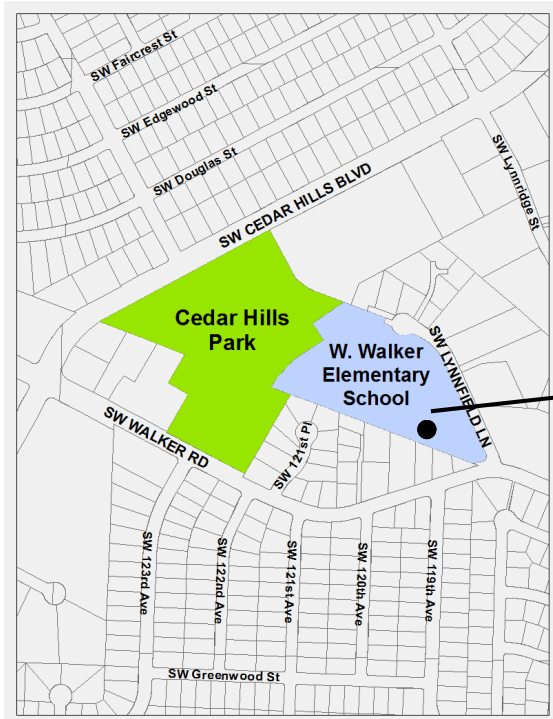 SW Faircrest St
SW Edgewood St
SW Douglas St
SW CEDAR HILLS BLVD
SW Lynnridge St
Cedar Hills
Park
W. Walker
Elementary
School
SW LYNNFIELD LN
SW WALKER RD
SW 121st Pl
SW 123rd Ave
SW 122nd Ave
SW 121st Ave
SW 120th Ave
SW 119th Ave
SW Greenwood St